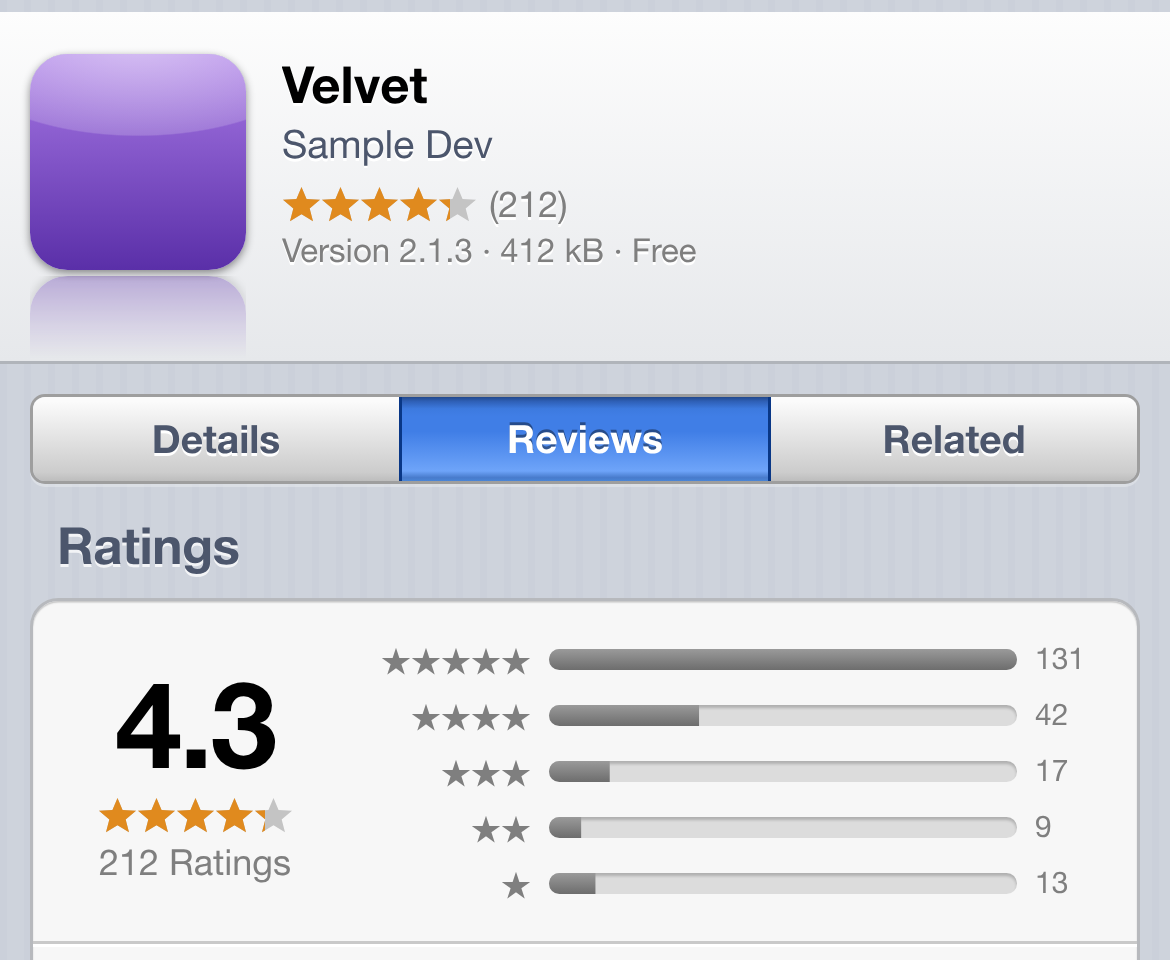 Velvet
Sample Dev
(212)
Version 2.1.3 · 412 kB · Free
Details Reviews Related
Ratings
★★★★★ 131
★★★★ 42
4.3
★★★ 17
★★ 9
212 Ratings
★ 13